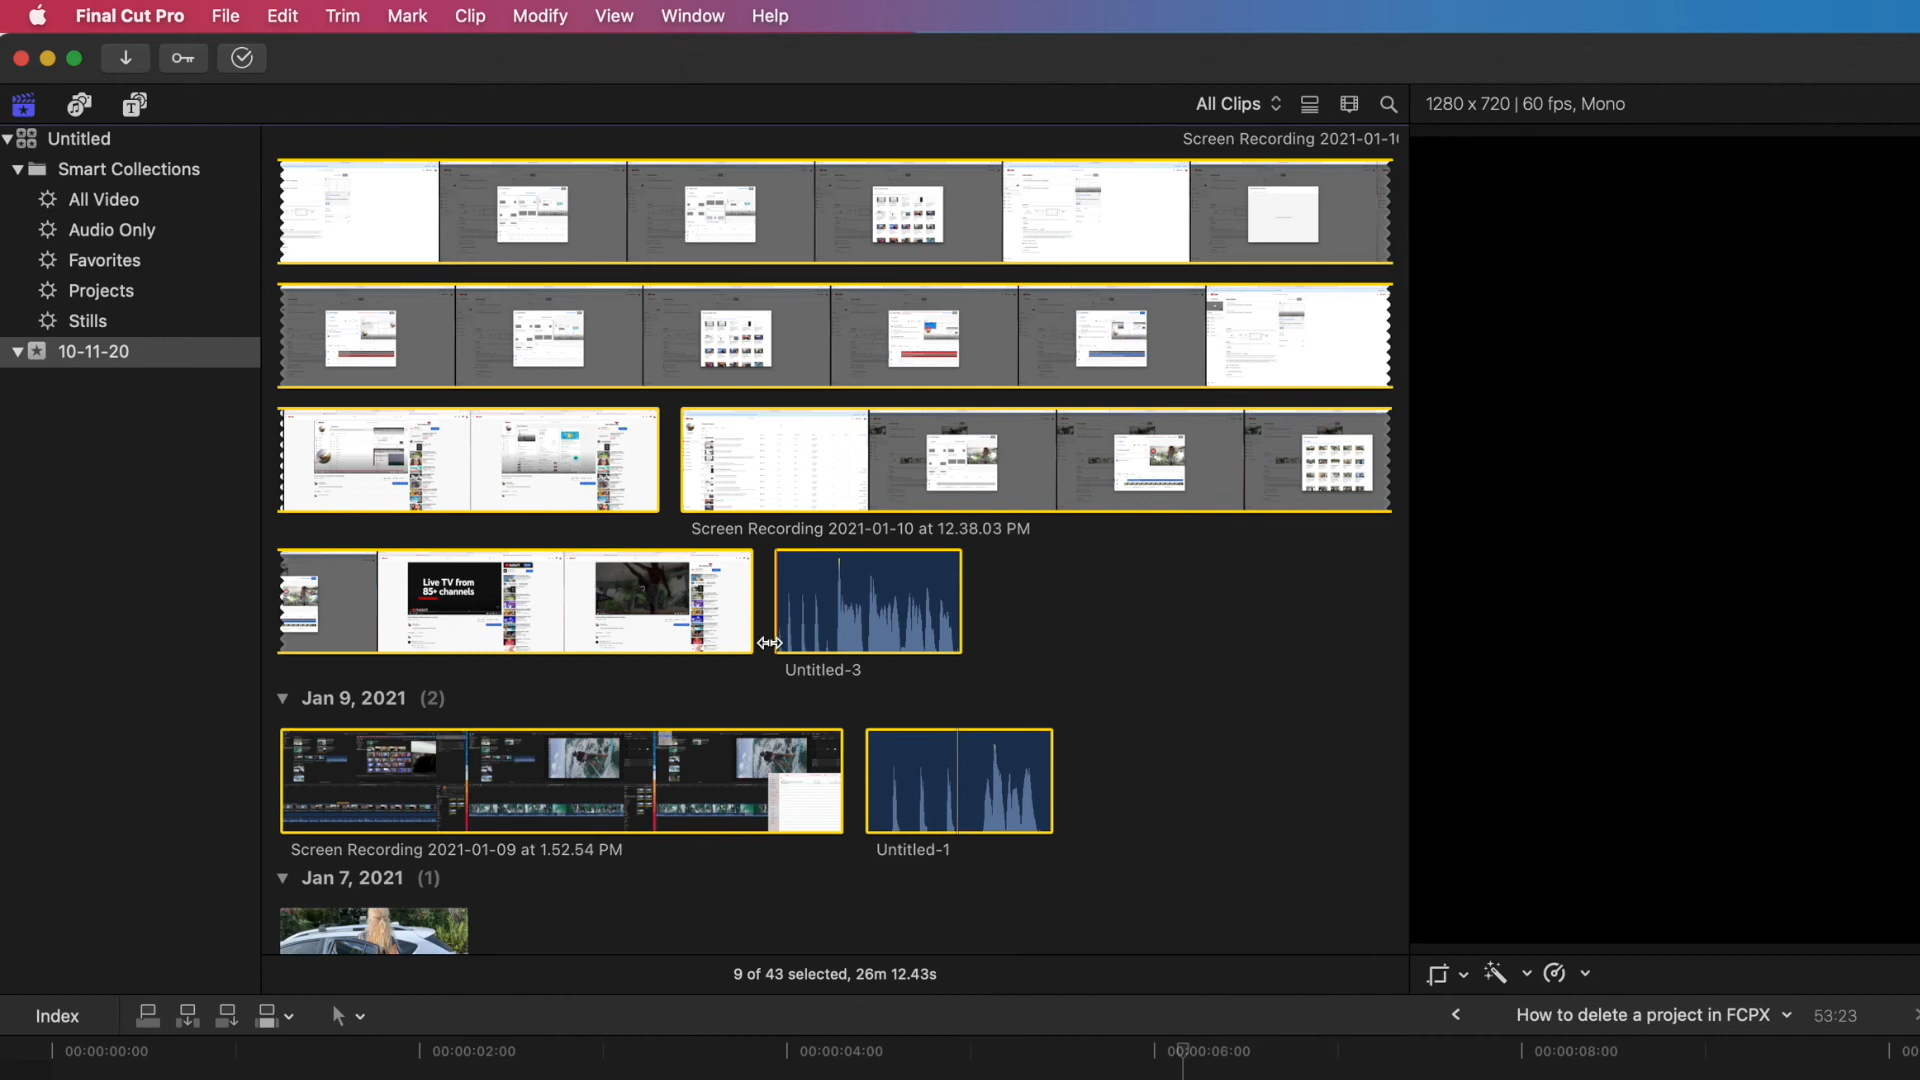 Final Cut Pro File Edit Trim Mark Clip Modify View Window Help
All Clips
1280 x 720 | 60 fps, Mono
Untitled
Smart Collections
All Video
Audio Only
Favorites
Projects
Stills
10-11-20
Screen Recording 2021-01-1
Screen Recording 2021-01-10 at 12.38.03 PM
Live TV from
85+ channels
Untitled-3
Jan 9, 2021 (2)
Screen Recording 2021-01-09 at 1.52.54 PM
Untitled-1
Jan 7, 2021 (1)
9 of 43 selected, 26m 12.43s
Index
How to delete a project in FCPX 53:23
00:00:00:00 00:00:02:00 00:00:04:00 00:00:06:00 00:00:08:00 00